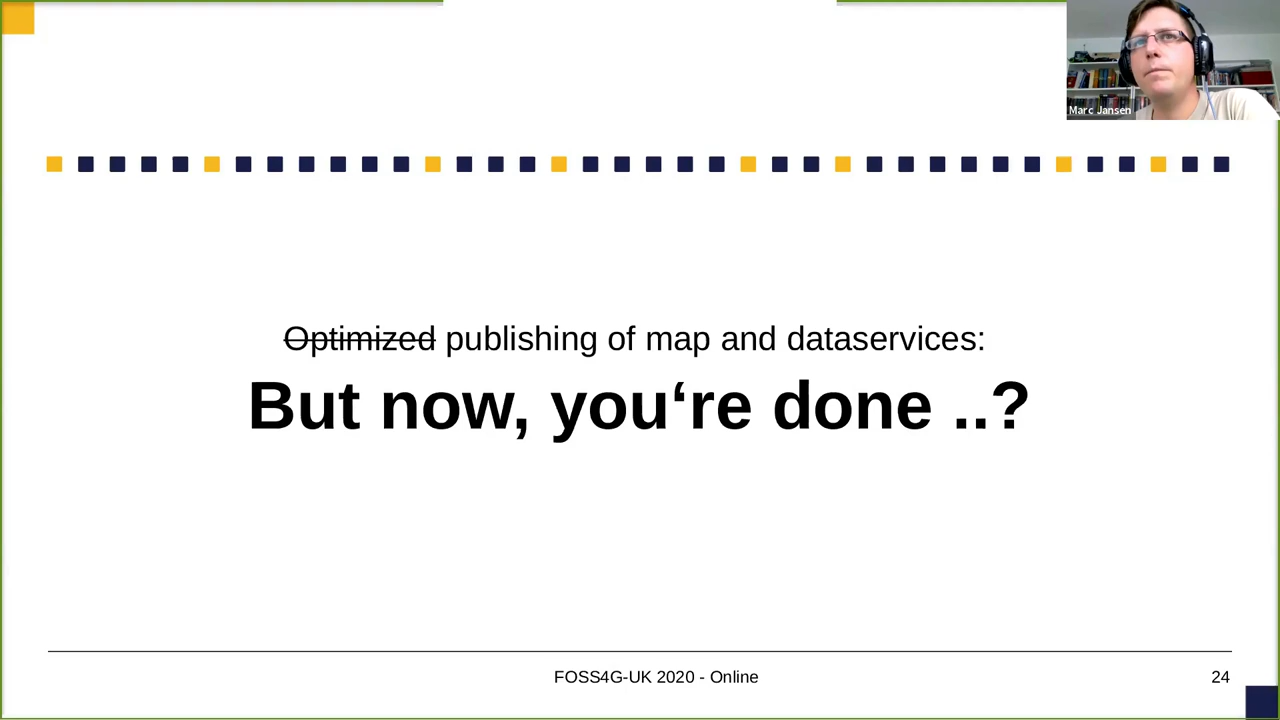 Marc Jansen
Optimized publishing of map and dataservices:
But now, you‘re done ..?
FOSS4G-UK 2020 - Online
24